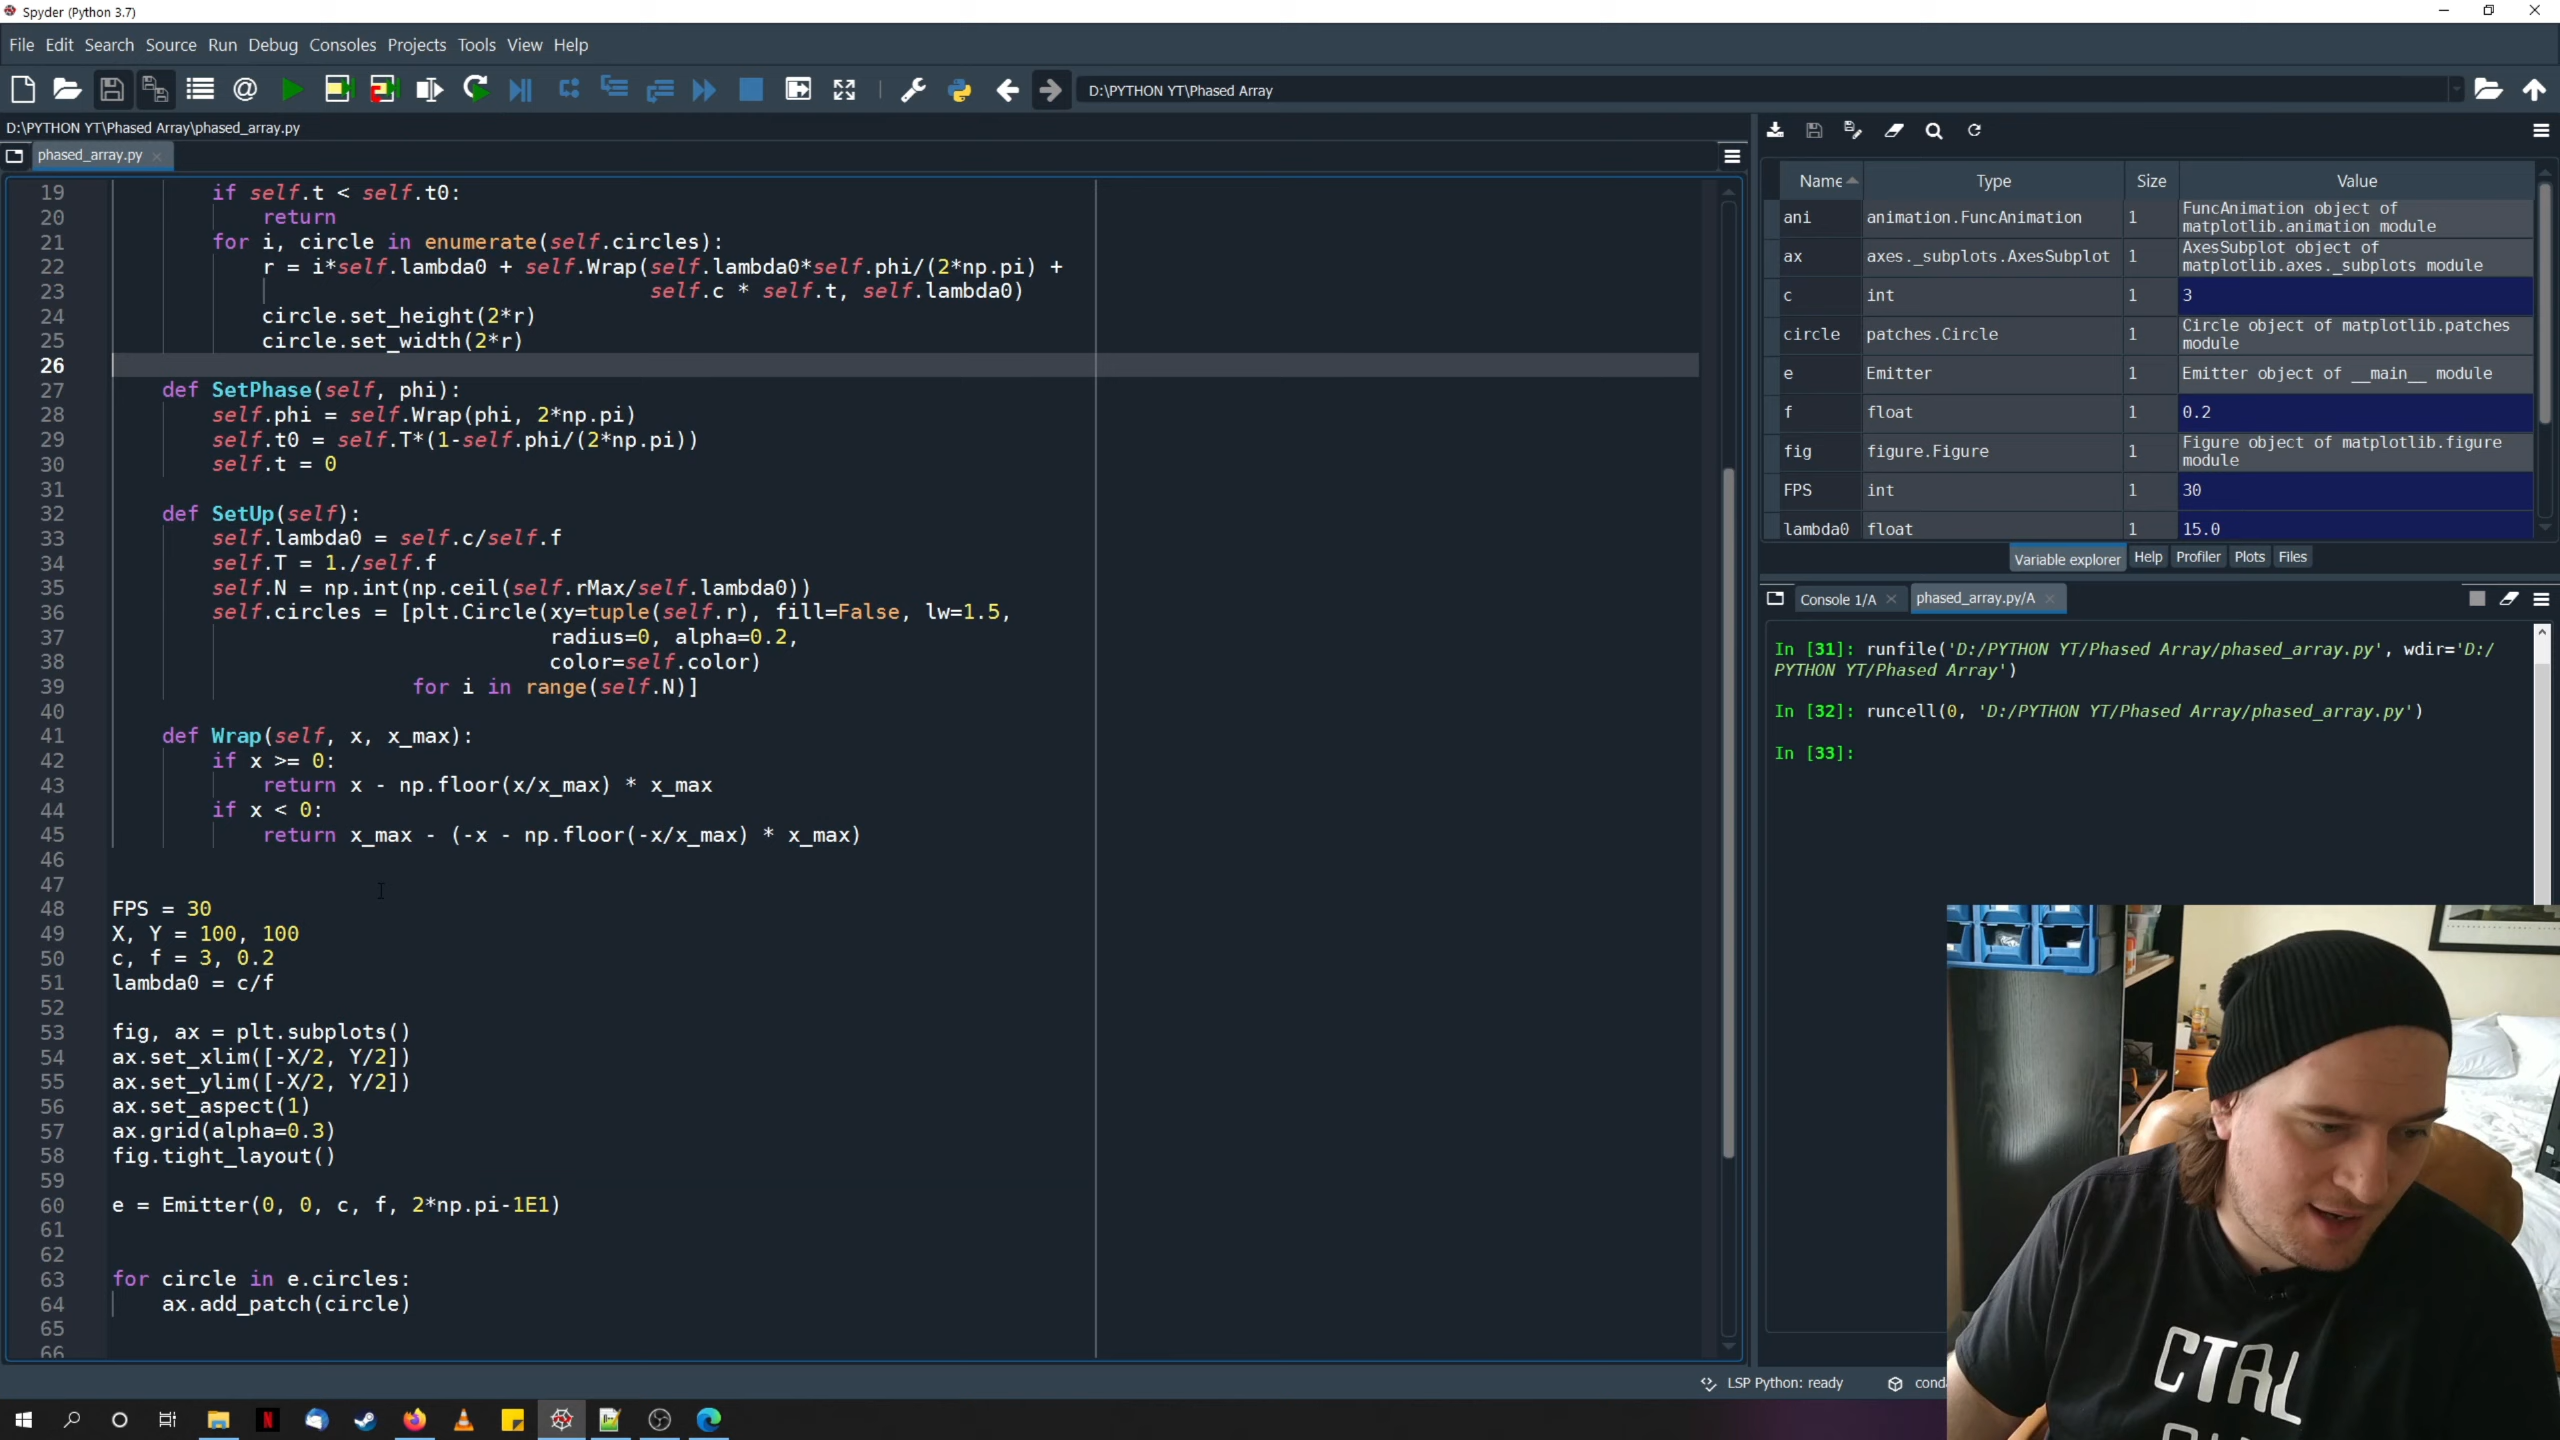 Spyder (Python 3.7)
File Edit Search Source Run Debug Consoles Projects Tools View Help
D:\PYTHON YT\Phased Array
D:\PYTHON YT\Phased Array\phased_array.py
phased_array.py
19 if self.t < self.t0:
20 return
21 for i, circle in enumerate(self.circles):
22 r = i*self.lambda0 + self.Wrap(self.lambda0*self.phi/(2*np.pi) +
23 self.c * self.t, self.lambda0)
24 circle.set_height(2*r)
25 circle.set_width(2*r)
26
27 def SetPhase(self, phi):
28 self.phi = self.Wrap(phi, 2*np.pi)
29 self.t0 = self.T*(1-self.phi/(2*np.pi))
30 self.t = 0
31
32 def SetUp(self):
33 self.lambda0 = self.c/self.f
34 self.T = 1./self.f
35 self.N = np.int(np.ceil(self.rMax/self.lambda0))
36 self.circles = [plt.Circle(xy=tuple(self.r), fill=False, lw=1.5,
37 radius=0, alpha=0.2,
38 color=self.color)
39 for i in range(self.N)]
40
41 def Wrap(self, x, x_max):
42 if x >= 0:
43 return x - np.floor(x/x_max) * x_max
44 if x < 0:
45 return x_max - (-x - np.floor(-x/x_max) * x_max)
46
47
48 FPS = 30
49 X, Y = 100, 100
50 c, f = 3, 0.2
51 lambda0 = c/f
52
53 fig, ax = plt.subplots()
54 ax.set_xlim([-X/2, Y/2])
55 ax.set_ylim([-X/2, Y/2])
56 ax.set_aspect(1)
57 ax.grid(alpha=0.3)
58 fig.tight_layout()
59
60 e = Emitter(0, 0, c, f, 2*np.pi-1E1)
61
62
63 for circle in e.circles:
64 ax.add_patch(circle)
65
66
Name Type Size Value
ani animation.FuncAnimation 1 FuncAnimation object of
matplotlib.animation module
ax axes._subplots.AxesSubplot 1 AxesSubplot object of
matplotlib.axes._subplots module
c int 1 3
circle patches.Circle 1 Circle object of matplotlib.patches
module
e Emitter 1 Emitter object of __main__ module
f float 1 0.2
fig figure.Figure 1 Figure object of matplotlib.figure
module
FPS int 1 30
lambda0 float 1 15.0
Variable explorer Help Profiler Plots Files
Console 1/A phased_array.py/A
In [31]: runfile('D:/PYTHON YT/Phased Array/phased_array.py', wdir='D:/
PYTHON YT/Phased Array')
In [32]: runcell(0, 'D:/PYTHON YT/Phased Array/phased_array.py')
In [33]:
CTRL
LSP Python: ready
cond